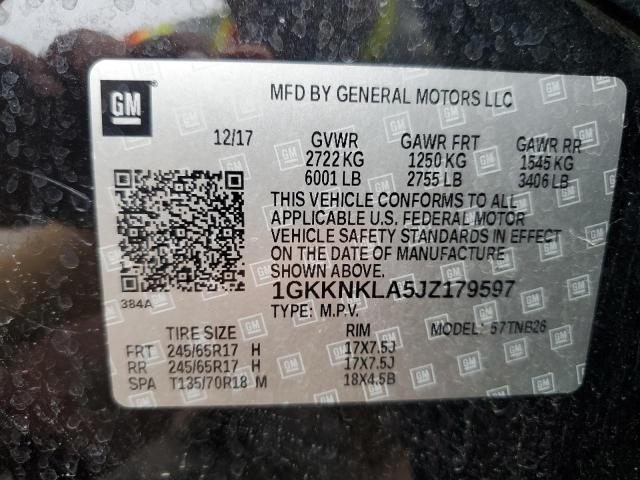 GM
MFD BY GENERAL MOTORS LLC
12/17 GVWR GAWR FRT GAWR RR
2722 KG 1250 KG 1545 KG
6001 LB 2755 LB 3406 LB
THIS VEHICLE CONFORMS TO ALL
APPLICABLE U.S. FEDERAL MOTOR
VEHICLE SAFETY STANDARDS IN EFFECT
ON THE DATE OF MANUFACTURE
SHOWN ABOVE.
384A
1GKKNKLA5JZ179597
TYPE: M.P.V. MODEL: 57TNB26
TIRE SIZE RIM
FRT 245/65R17 H 17X7.5J
RR 245/65R17 H 17X7.5J
SPA T135/70R18 M 18X4.5B